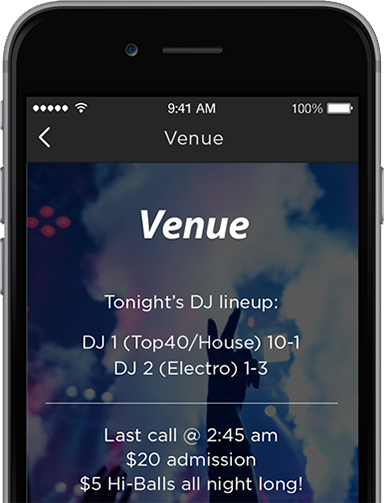 9:41 AM
100%
Venue
Venue
Tonight's DJ lineup:
DJ 1 (Top40/House) 10-1
DJ 2 (Electro) 1-3
Last call @ 2:45 am
$20 admission
$5 Hi-Balls all night long!